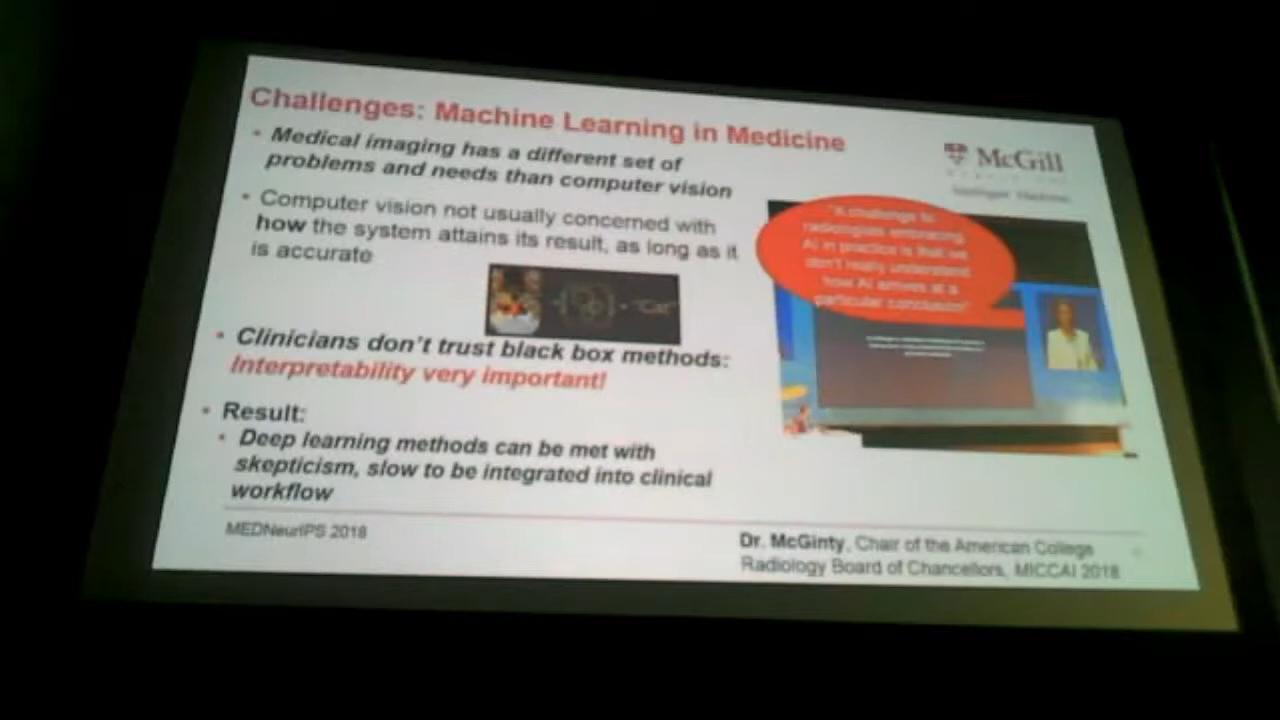 Challenges: Machine Learning in Medicine
• Medical imaging has a different set of
problems and needs than computer vision
• Computer vision not usually concerned with
how the system attains its result, as long as it
is accurate
• Clinicians don't trust black box methods:
Interpretability very important!
• Result:
• Deep learning methods can be met with
skepticism, slow to be integrated into clinical
workflow
MEDNeurIPS 2018
McGill
"A challenge to
radiologists embracing
AI in practice is that we
don't really understand
how AI arrives at a
particular conclusion"
Dr. McGinty, Chair of the American College
Radiology Board of Chancellors, MICCAI 2018